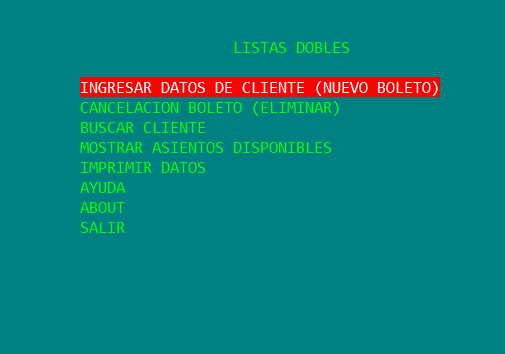 LISTAS DOBLES
INGRESAR DATOS DE CLIENTE (NUEVO BOLETO)
CANCELACION BOLETO (ELIMINAR)
BUSCAR CLIENTE
MOSTRAR ASIENTOS DISPONIBLES
IMPRIMIR DATOS
AYUDA
ABOUT
SALIR